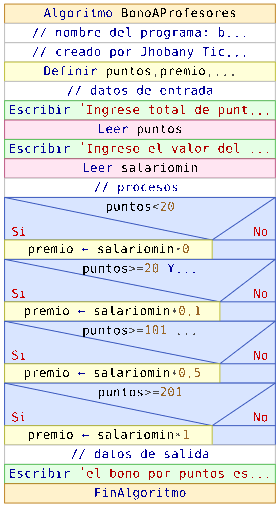 Algoritmo BonoAProfesores
// nombre del programa: b...
// creado por Jhobany Tic...
Definir puntos,premio,...
// datos de entrada
Escribir 'Ingrese total de punt...
Leer puntos
Escribir 'Ingrese el valor del ...
Leer salariomin
// procesos
puntos<20
Si No
premio ← salariomin*0
puntos>=20 Y...
Si No
premio ← salariomin*0.1
puntos>=101 ...
Si No
premio ← salariomin*0.5
puntos>=201
Si No
premio ← salariomin*1
// datos de salida
Escribir 'el bono por puntos es...
FinAlgoritmo